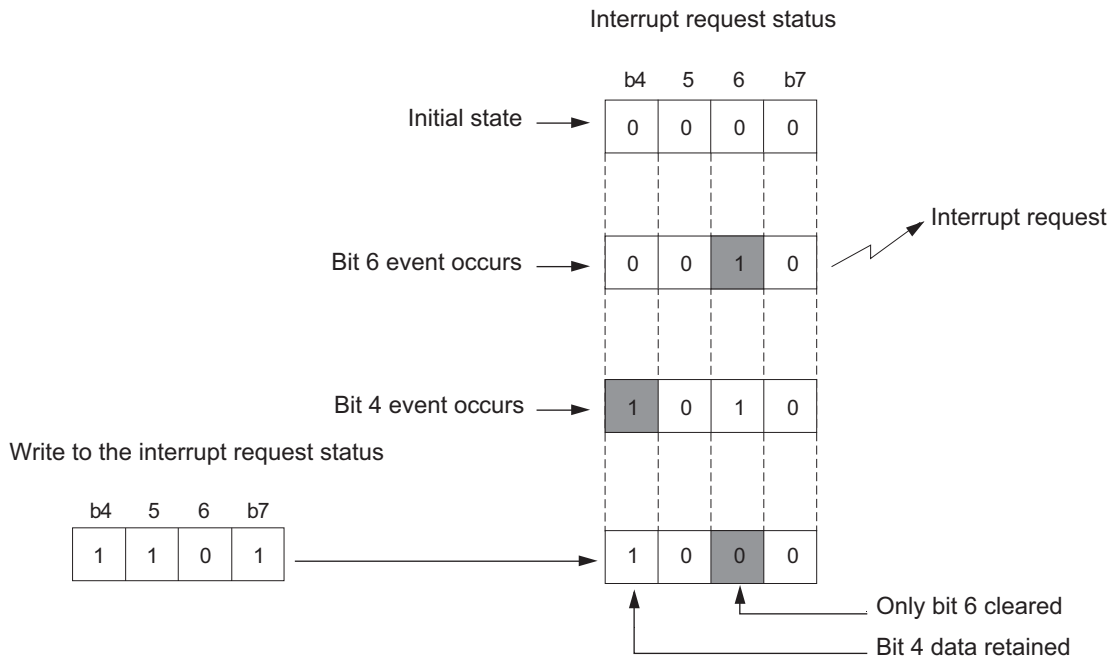 Interrupt request status
b4 5 6 b7
Initial state
0 0 0 0
Interrupt request
Bit 6 event occurs
0 0 1 0
Bit 4 event occurs
1 0 1 0
Write to the interrupt request status
b4 5 6 b7
1 1 0 1
1 0 0 0
Only bit 6 cleared
Bit 4 data retained